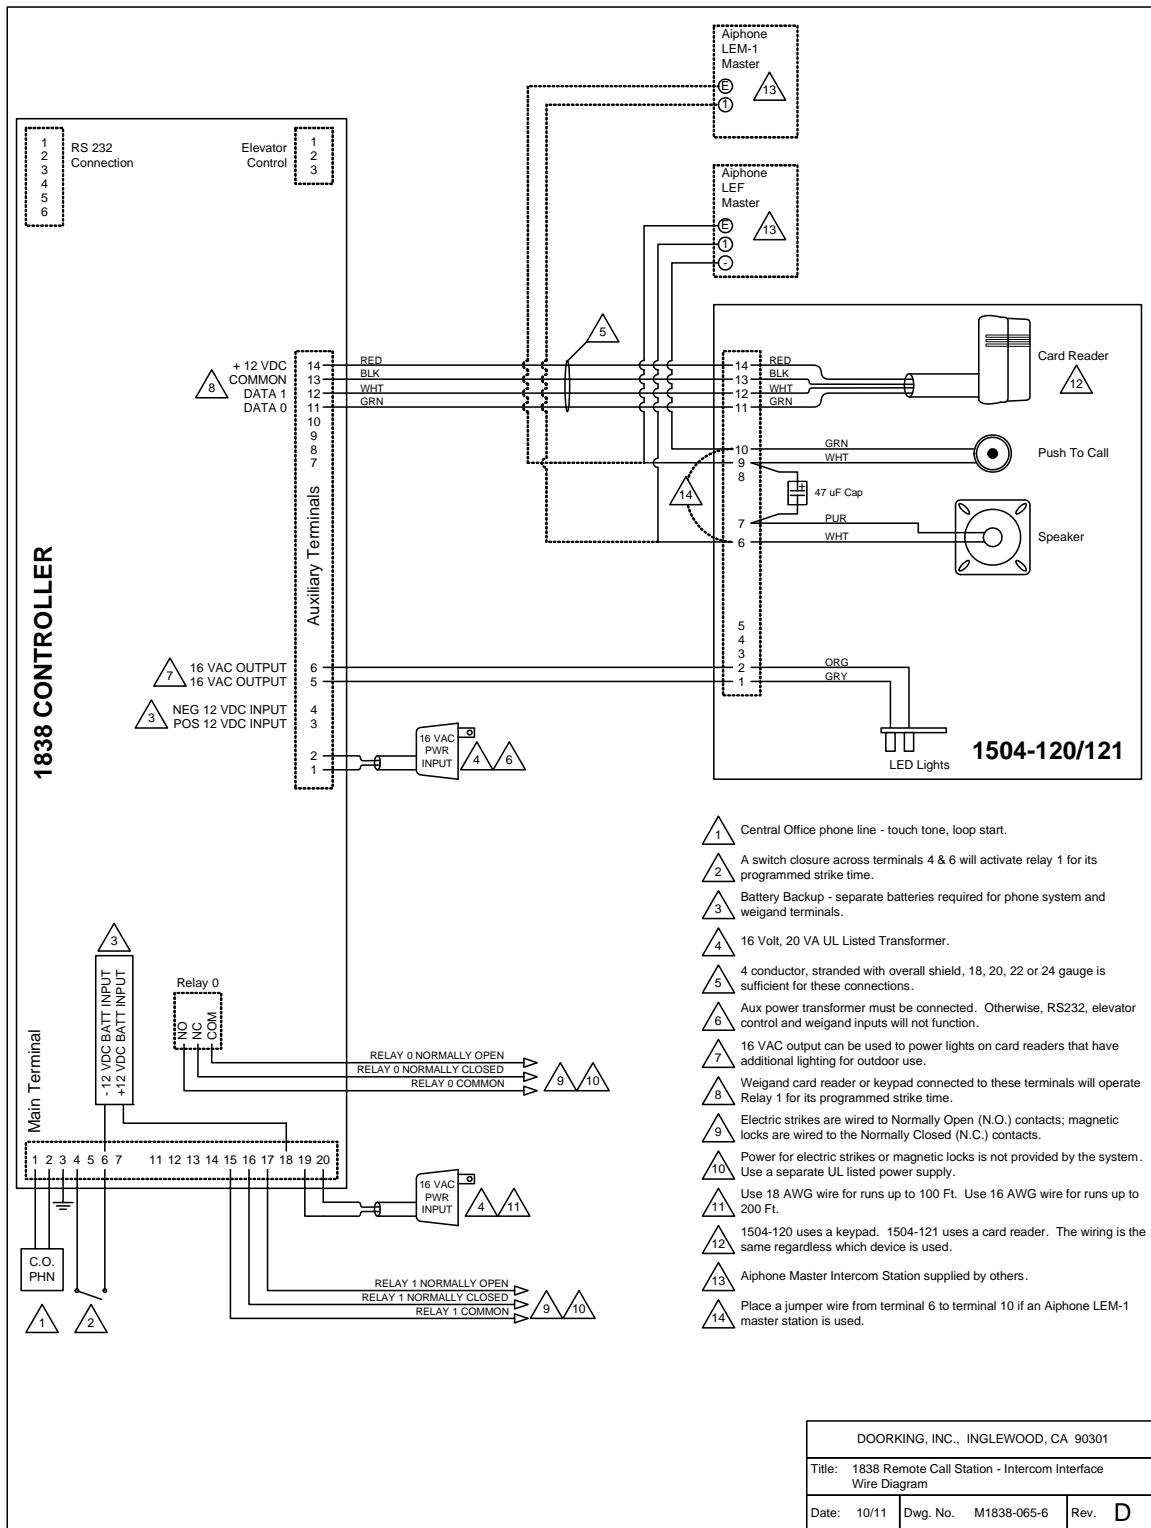 Aiphone
LEM-1
Master
E
1
13
1
2
3
4
5
6
RS 232
Connection
Elevator
Control
1
2
3
Aiphone
LEF
Master
E
1
-
13
5
8
+ 12 VDC
COMMON
DATA 1
DATA 0
14
13
12
11
10
9
8
7
RED
BLK
WHT
GRN
Auxiliary Terminals
1838 CONTROLLER
14
13
12
11
10
9
8
7
6
5
4
3
2
1
RED
BLK
WHT
GRN
Card Reader
12
GRN
WHT
Push To Call
14
+
47 uF Cap
PUR
WHT
Speaker
ORG
GRY
LED Lights
1504-120/121
7
16 VAC OUTPUT
16 VAC OUTPUT
6
5
3
NEG 12 VDC INPUT
POS 12 VDC INPUT
4
3
2
1
16 VAC
PWR
INPUT
4
6
1
Central Office phone line - touch tone, loop start.
2
A switch closure across terminals 4 & 6 will activate relay 1 for its
programmed strike time.
3
Battery Backup - separate batteries required for phone system and
weigand terminals.
4
16 Volt, 20 VA UL Listed Transformer.
5
4 conductor, stranded with overall shield, 18, 20, 22 or 24 gauge is
sufficient for these connections.
6
Aux power transformer must be connected. Otherwise, RS232, elevator
control and weigand inputs will not function.
7
16 VAC output can be used to power lights on card readers that have
additional lighting for outdoor use.
8
Weigand card reader or keypad connected to these terminals will operate
Relay 1 for its programmed strike time.
9
Electric strikes are wired to Normally Open (N.O.) contacts; magnetic
locks are wired to the Normally Closed (N.C.) contacts.
10
Power for electric strikes or magnetic locks is not provided by the system.
Use a separate UL listed power supply.
11
Use 18 AWG wire for runs up to 100 Ft. Use 16 AWG wire for runs up to
200 Ft.
12
1504-120 uses a keypad. 1504-121 uses a card reader. The wiring is the
same regardless which device is used.
13
Aiphone Master Intercom Station supplied by others.
14
Place a jumper wire from terminal 6 to terminal 10 if an Aiphone LEM-1
master station is used.
3
- 12 VDC BATT INPUT
+12 VDC BATT INPUT
Relay 0
NO
NC
COM
RELAY 0 NORMALLY OPEN
RELAY 0 NORMALLY CLOSED
RELAY 0 COMMON
9
10
Main Terminal
1 2 3 4 5 6 7 11 12 13 14 15 16 17 18 19 20
16 VAC
PWR
INPUT
4
11
C.O.
PHN
1
2
RELAY 1 NORMALLY OPEN
RELAY 1 NORMALLY CLOSED
RELAY 1 COMMON
9
10
DOORKING, INC., INGLEWOOD, CA 90301
Title: 1838 Remote Call Station - Intercom Interface
Wire Diagram
Date: 10/11 Dwg. No. M1838-065-6 Rev. D